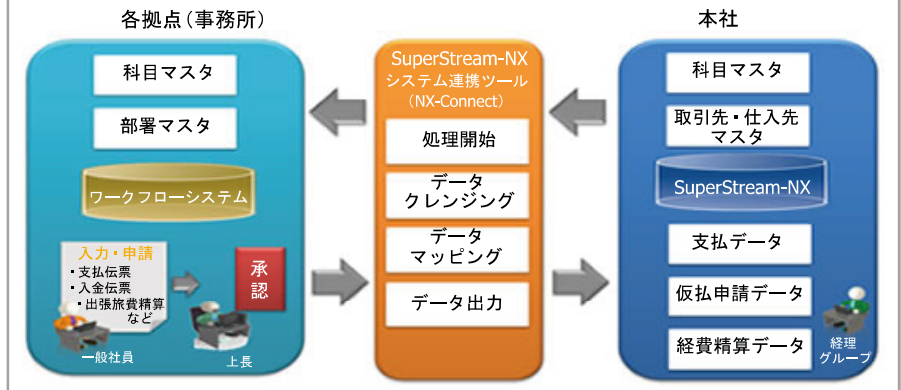 各拠点(事務所)
科目マスタ
部署マスタ
ワークフローシステム
入力・申請
・支払伝票
・入金伝票
・出張旅費精算
など
承
認
一般社員
上長
SuperStream-NX
システム連携ツール
(NX-Connect)
処理開始
データ
クレンジング
データ
マッピング
データ出力
本社
科目マスタ
取引先・仕入先
マスタ
SuperStream-NX
支払データ
仮払申請データ
経費精算データ
経理
グループ